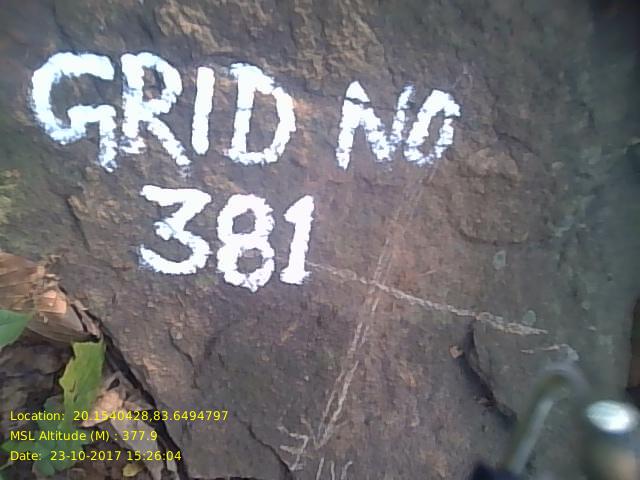 GRID NO
381
Location: 20.1540428,83.6494797
MSL Altitude (M) : 377.9
Date: 23-10-2017 15:26:04